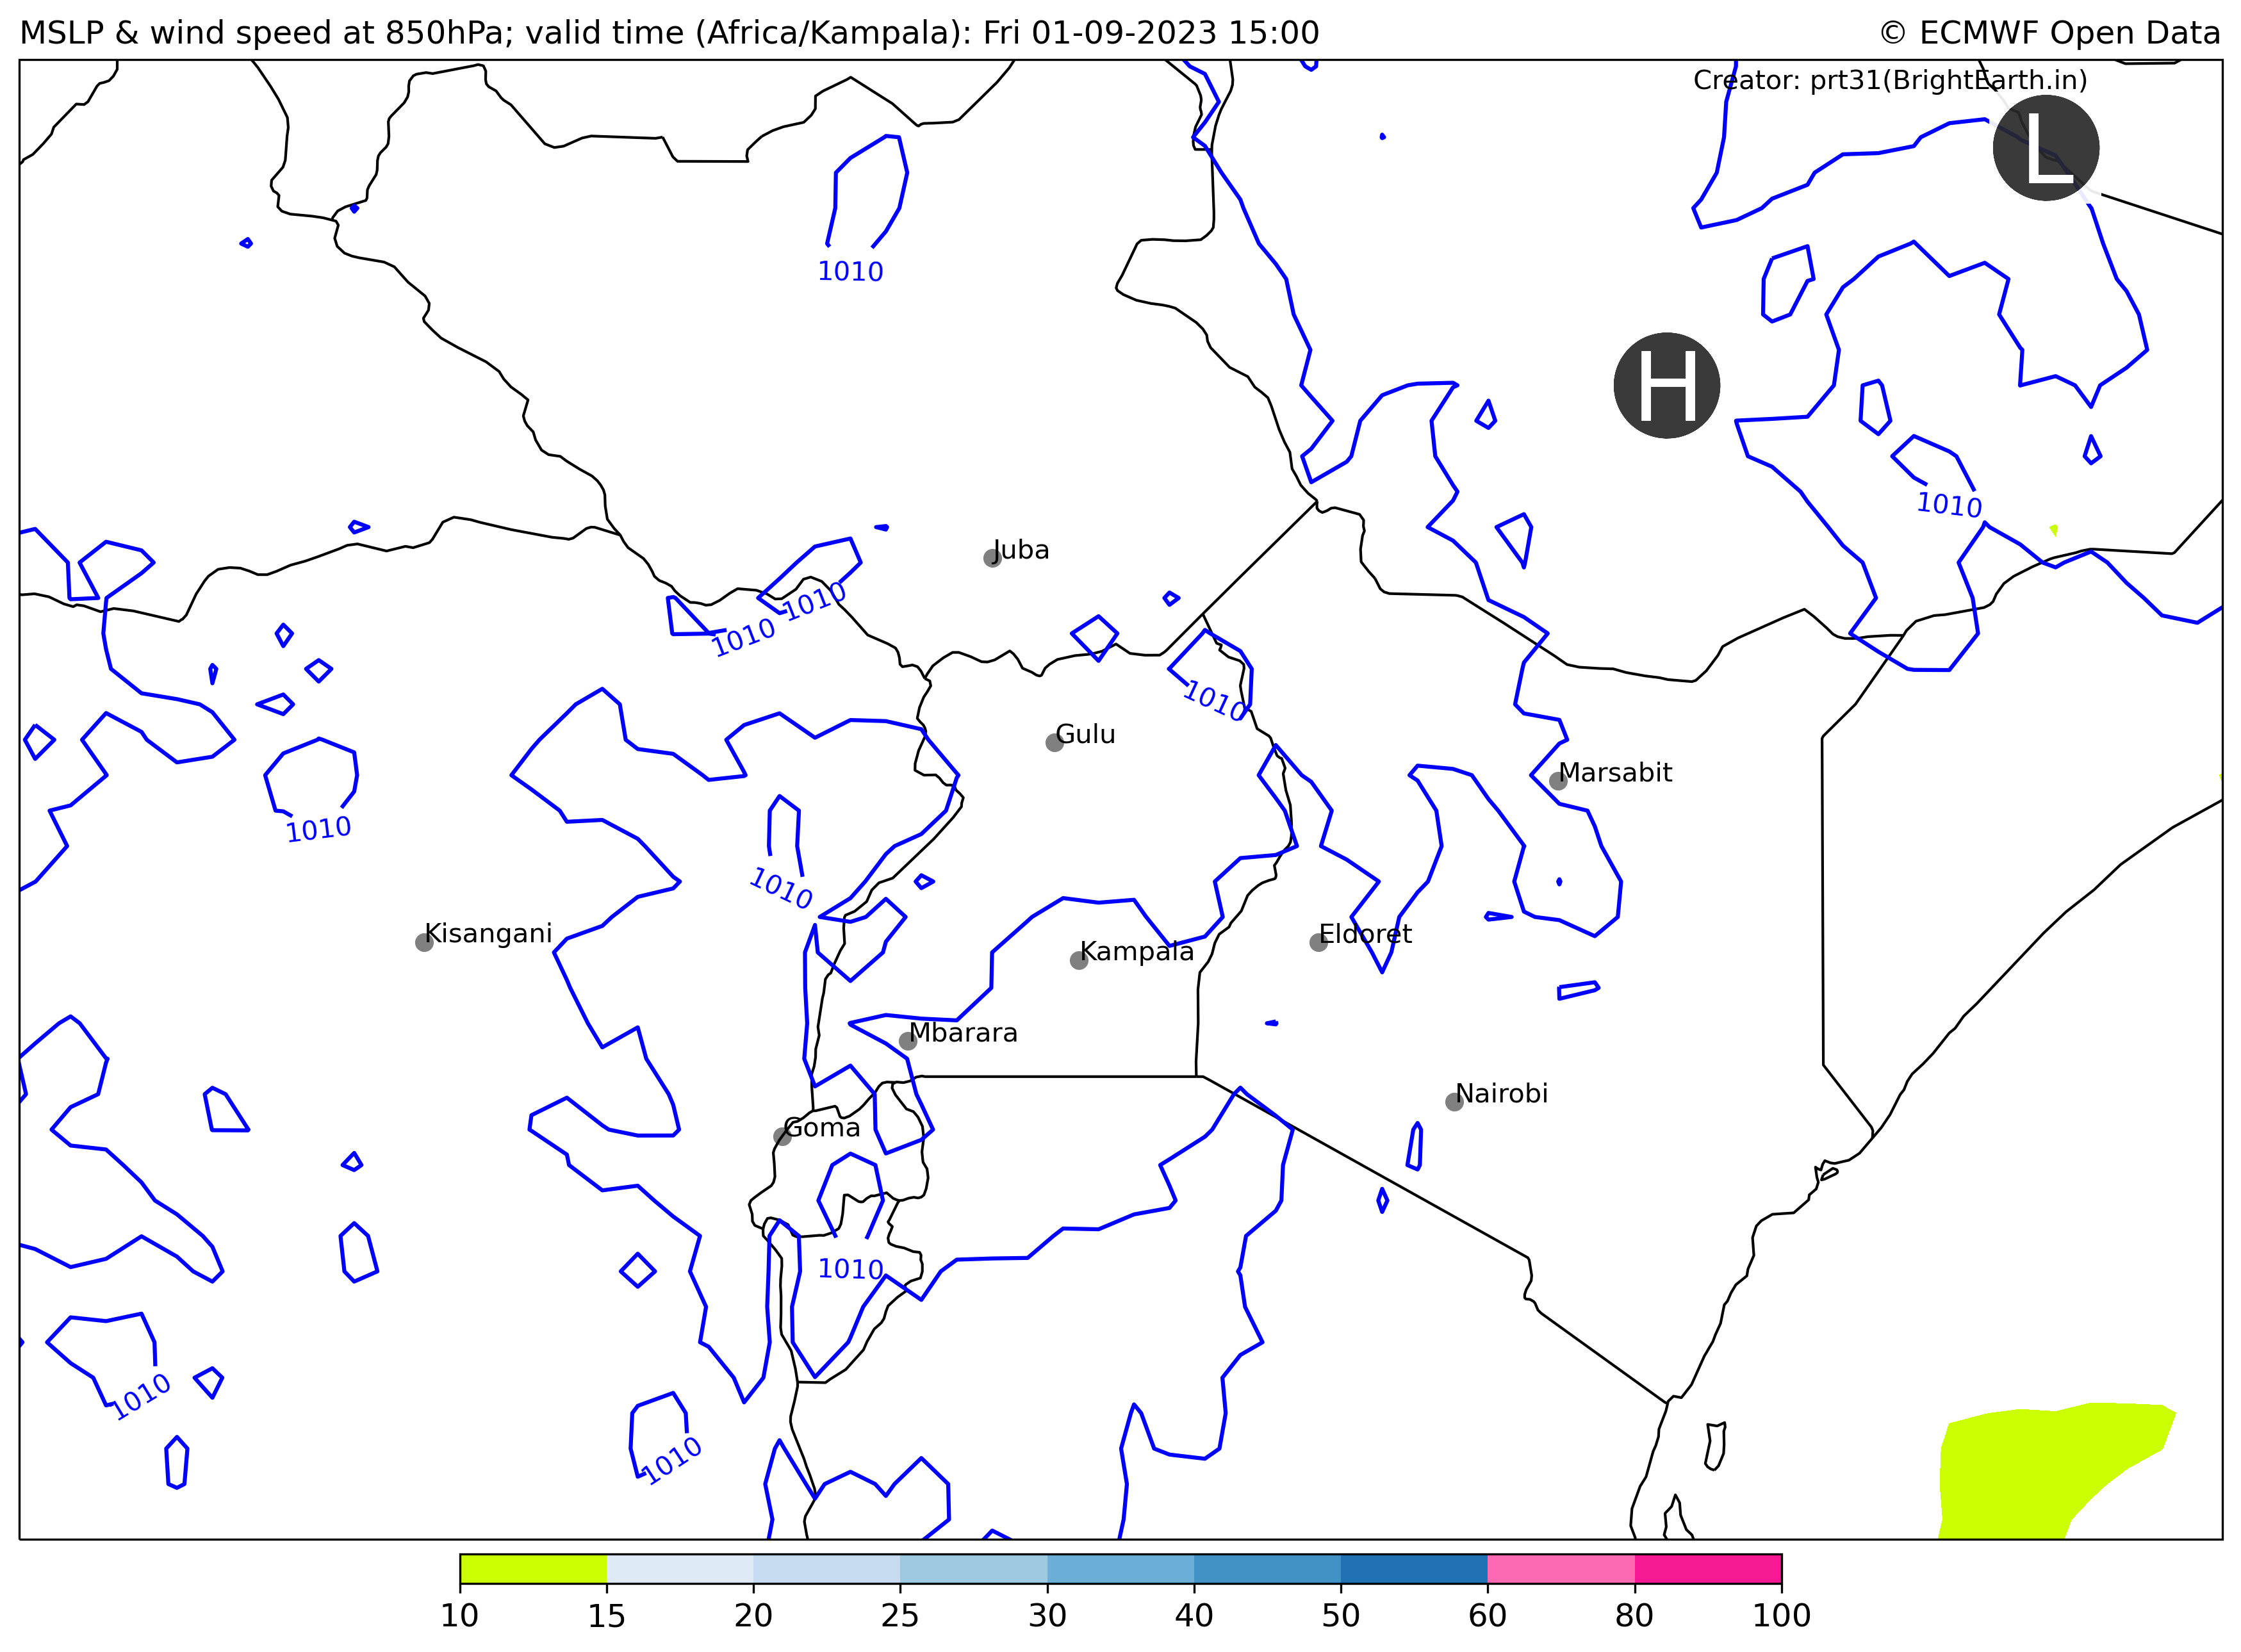 MSLP & wind speed at 850hPa; valid time (Africa/Kampala): Fri 01-09-2023 15:00
© ECMWF Open Data
Creator: prt31(BrightEarth.in)
L
1010
H
1010
Juba
1010
1010
1010
Gulu
Marsabit
1010
1010
Kisangani
Eldoret
Kampala
Mbarara
Nairobi
Goma
1010
1010
1010
10 15 20 25 30 40 50 60 80 100